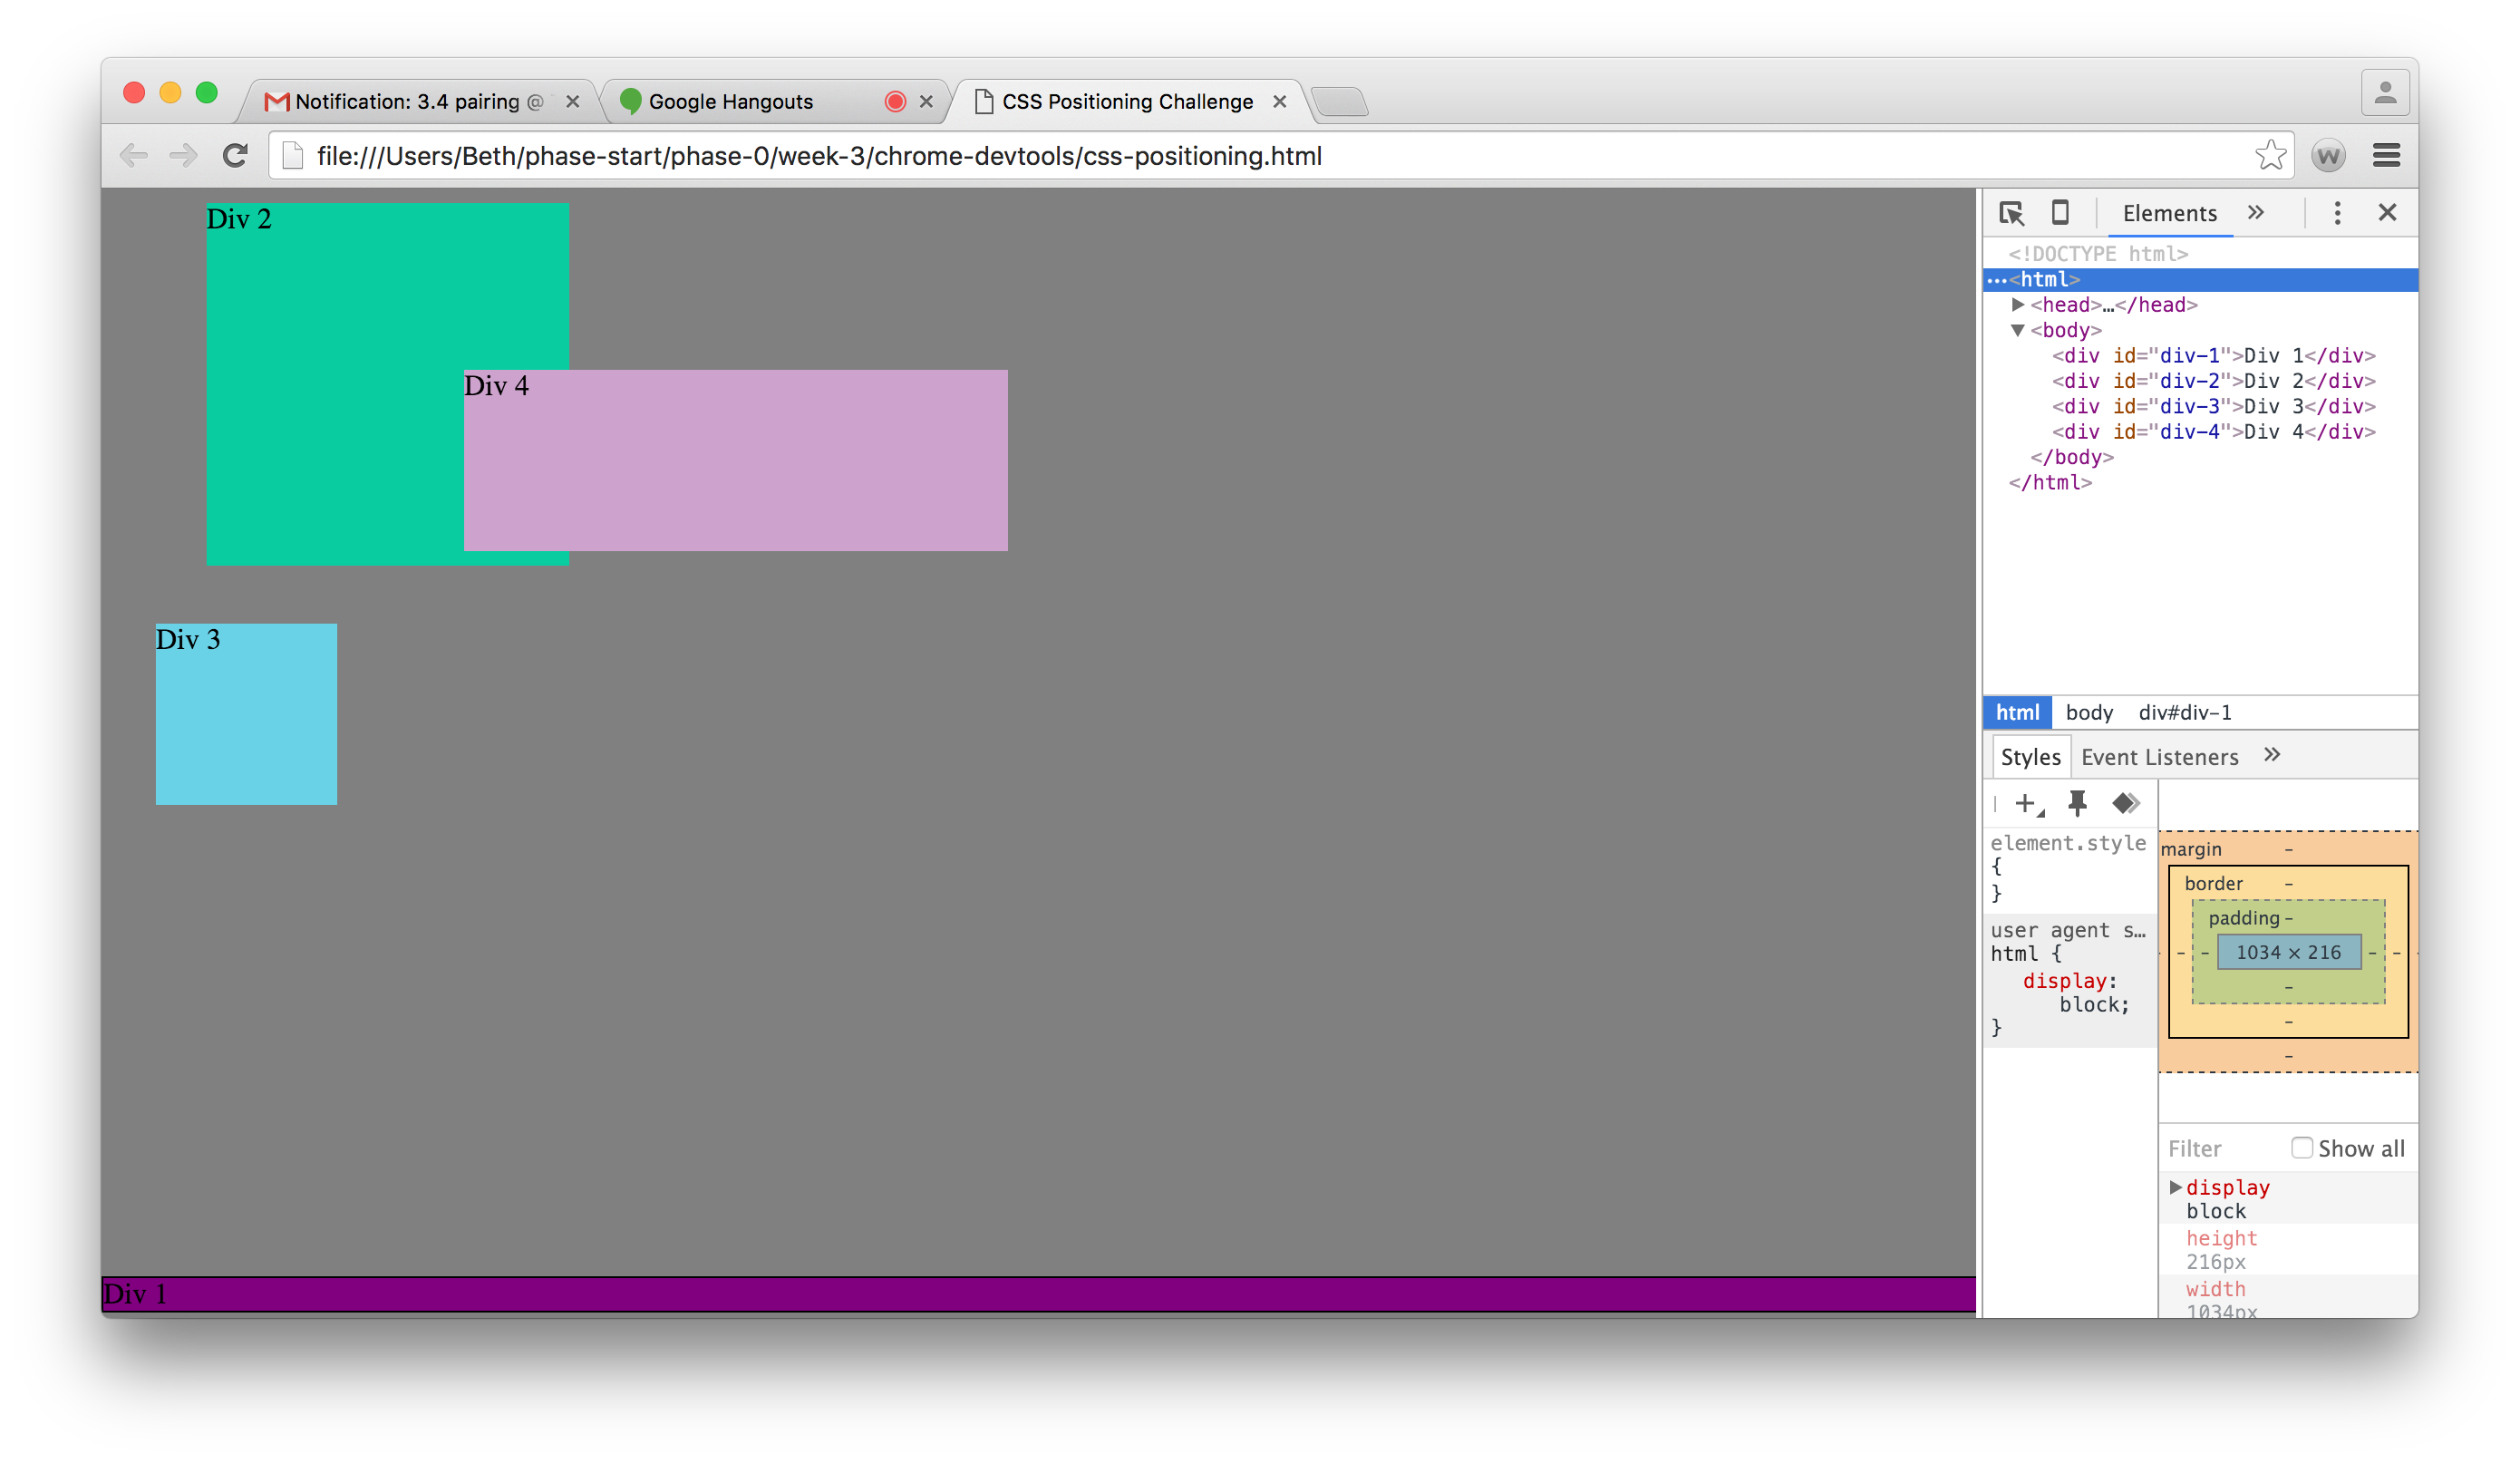 Notification: 3.4 pairing @
Google Hangouts
CSS Positioning Challenge
file:///Users/Beth/phase-start/phase-0/week-3/chrome-devtools/css-positioning.html
W
Div 2
Div 4
Div 3
Div 1
Elements
<!DOCTYPE html>
…<html>
<head>…</head>
<body>
<div id="div-1">Div 1</div>
<div id="div-2">Div 2</div>
<div id="div-3">Div 3</div>
<div id="div-4">Div 4</div>
</body>
</html>
html body div#div-1
Styles Event Listeners
element.style
{
}
user agent s…
html {
display:
block;
}
margin -
border -
padding -
- - 1034 × 216 - -
-
-
-
Filter Show all
display
block
height
216px
width
1034px